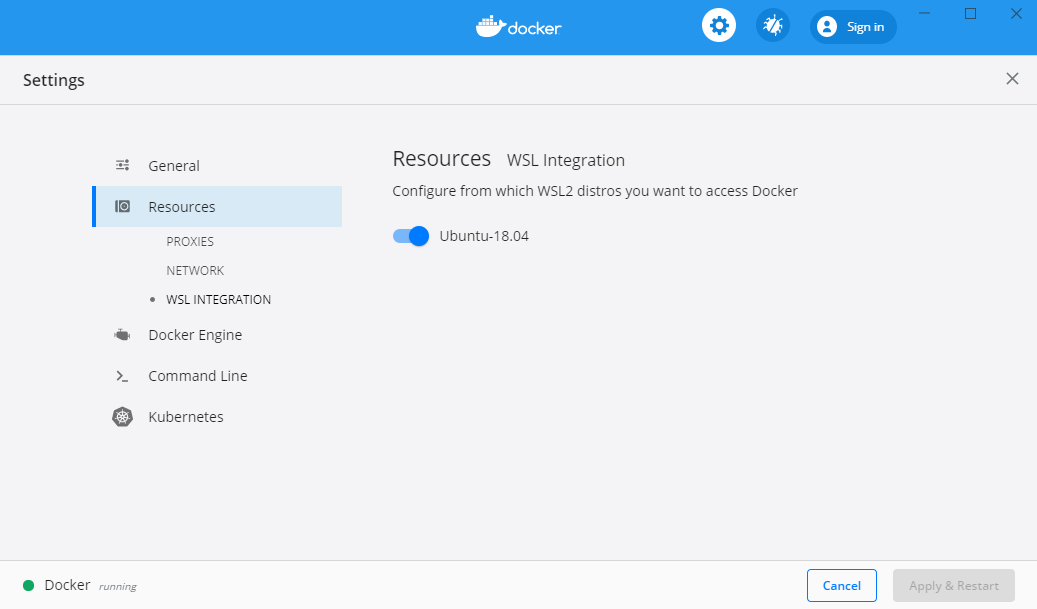 docker
Sign in
Settings
General
Resources
PROXIES
NETWORK
WSL INTEGRATION
Docker Engine
Command Line
Kubernetes
Resources WSL Integration
Configure from which WSL2 distros you want to access Docker
Ubuntu-18.04
Docker running
Cancel
Apply & Restart